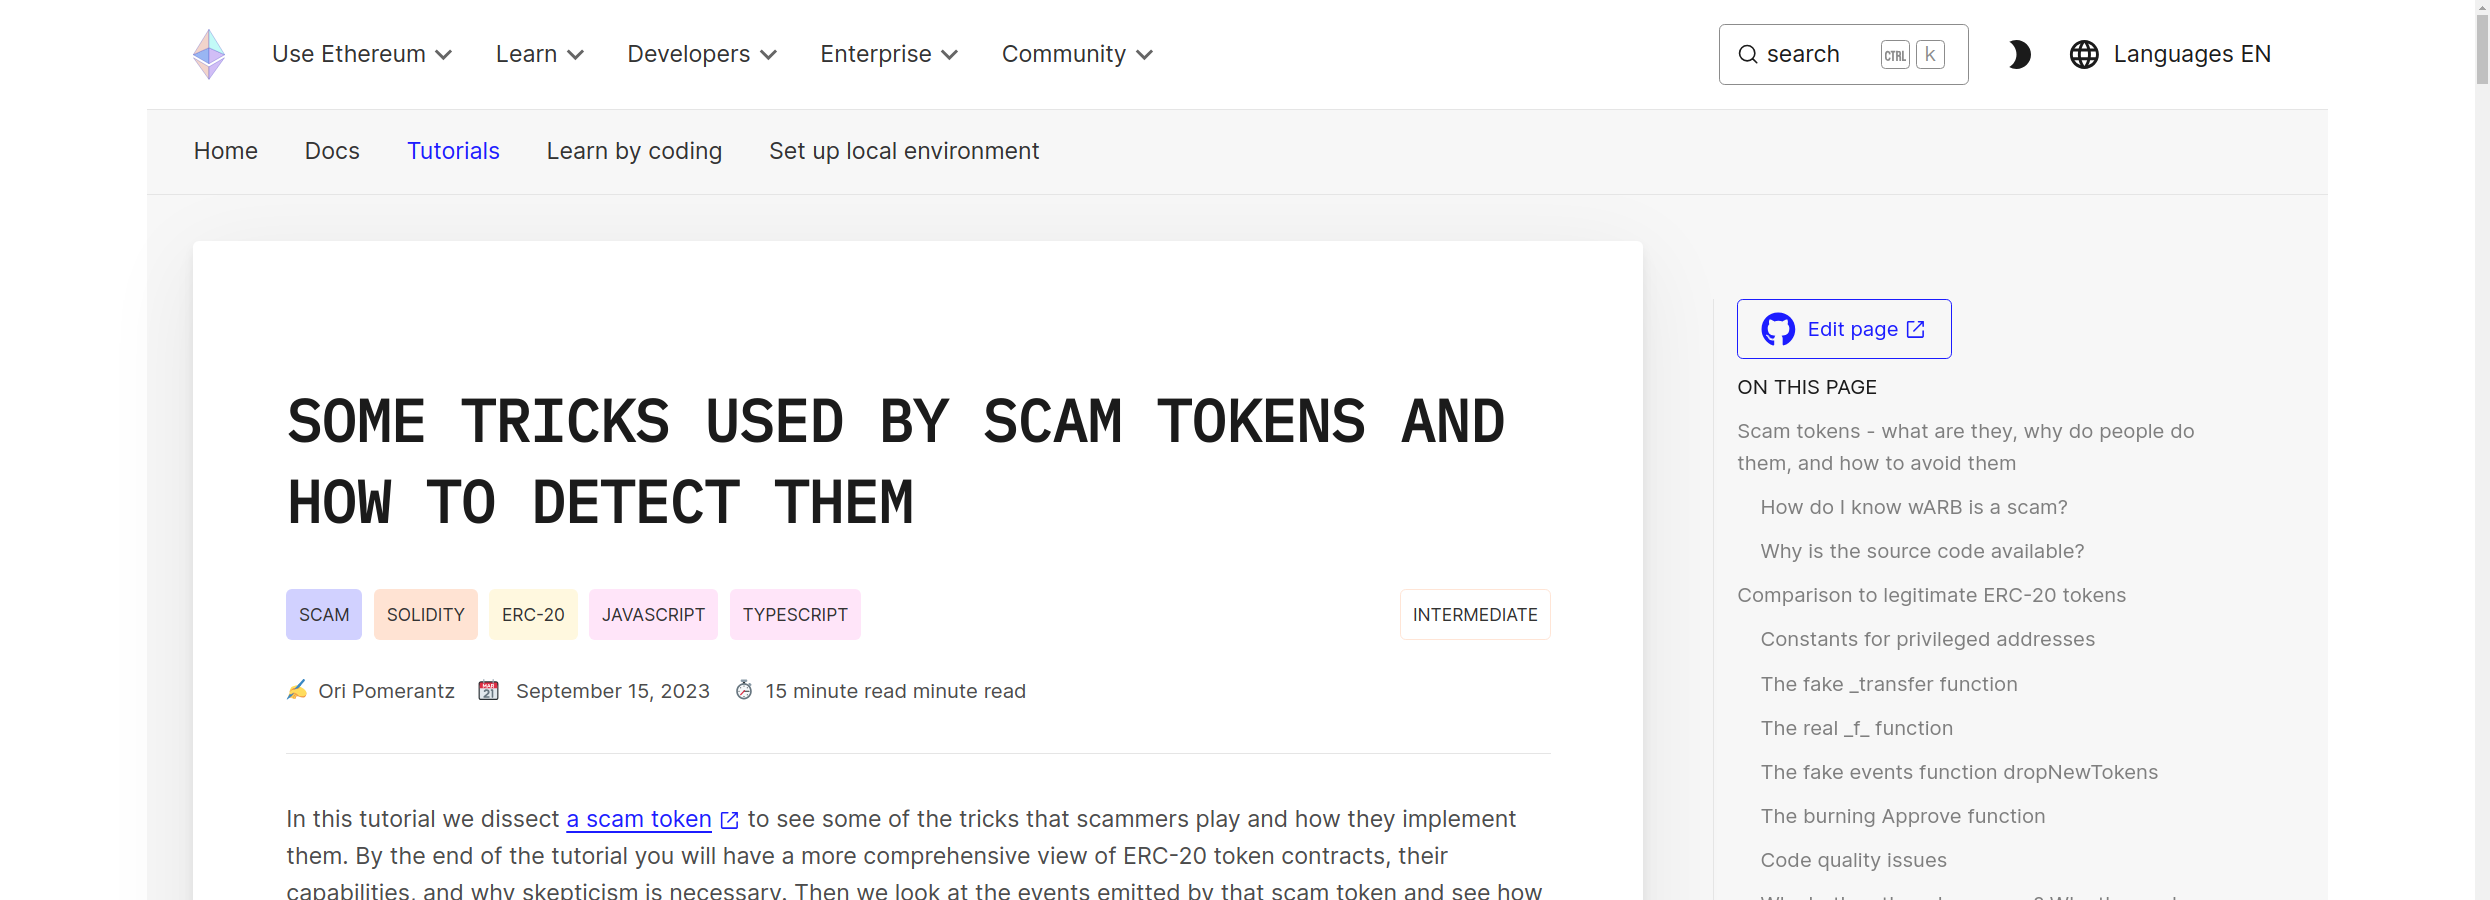 Use Ethereum Learn Developers Enterprise Community search CTRL k Languages EN
Home Docs Tutorials Learn by coding Set up local environment
SOME TRICKS USED BY SCAM TOKENS AND
HOW TO DETECT THEM
SCAM SOLIDITY ERC-20 JAVASCRIPT TYPESCRIPT INTERMEDIATE
Ori Pomerantz September 15, 2023 15 minute read minute read
In this tutorial we dissect a scam token to see some of the tricks that scammers play and how they implement
them. By the end of the tutorial you will have a more comprehensive view of ERC-20 token contracts, their
capabilities, and why skepticism is necessary. Then we look at the events emitted by that scam token and see how
Edit page
ON THIS PAGE
Scam tokens - what are they, why do people do
them, and how to avoid them
How do I know wARB is a scam?
Why is the source code available?
Comparison to legitimate ERC-20 tokens
Constants for privileged addresses
The fake _transfer function
The real _f_ function
The fake events function dropNewTokens
The burning Approve function
Code quality issues